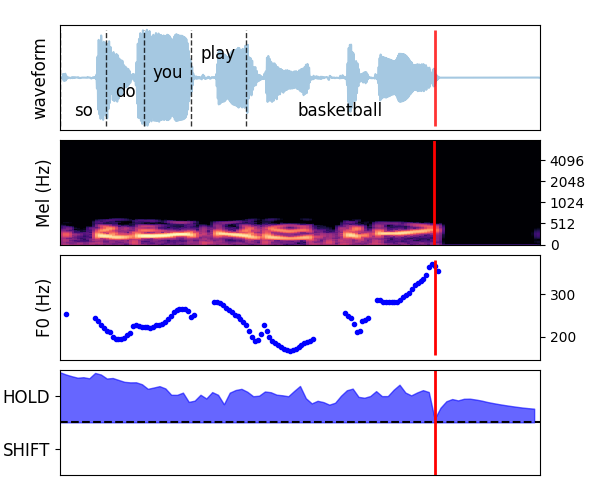 waveform
so
do
you
play
basketball
Mel (Hz)
4096
2048
1024
512
0
F0 (Hz)
300
200
HOLD
SHIFT